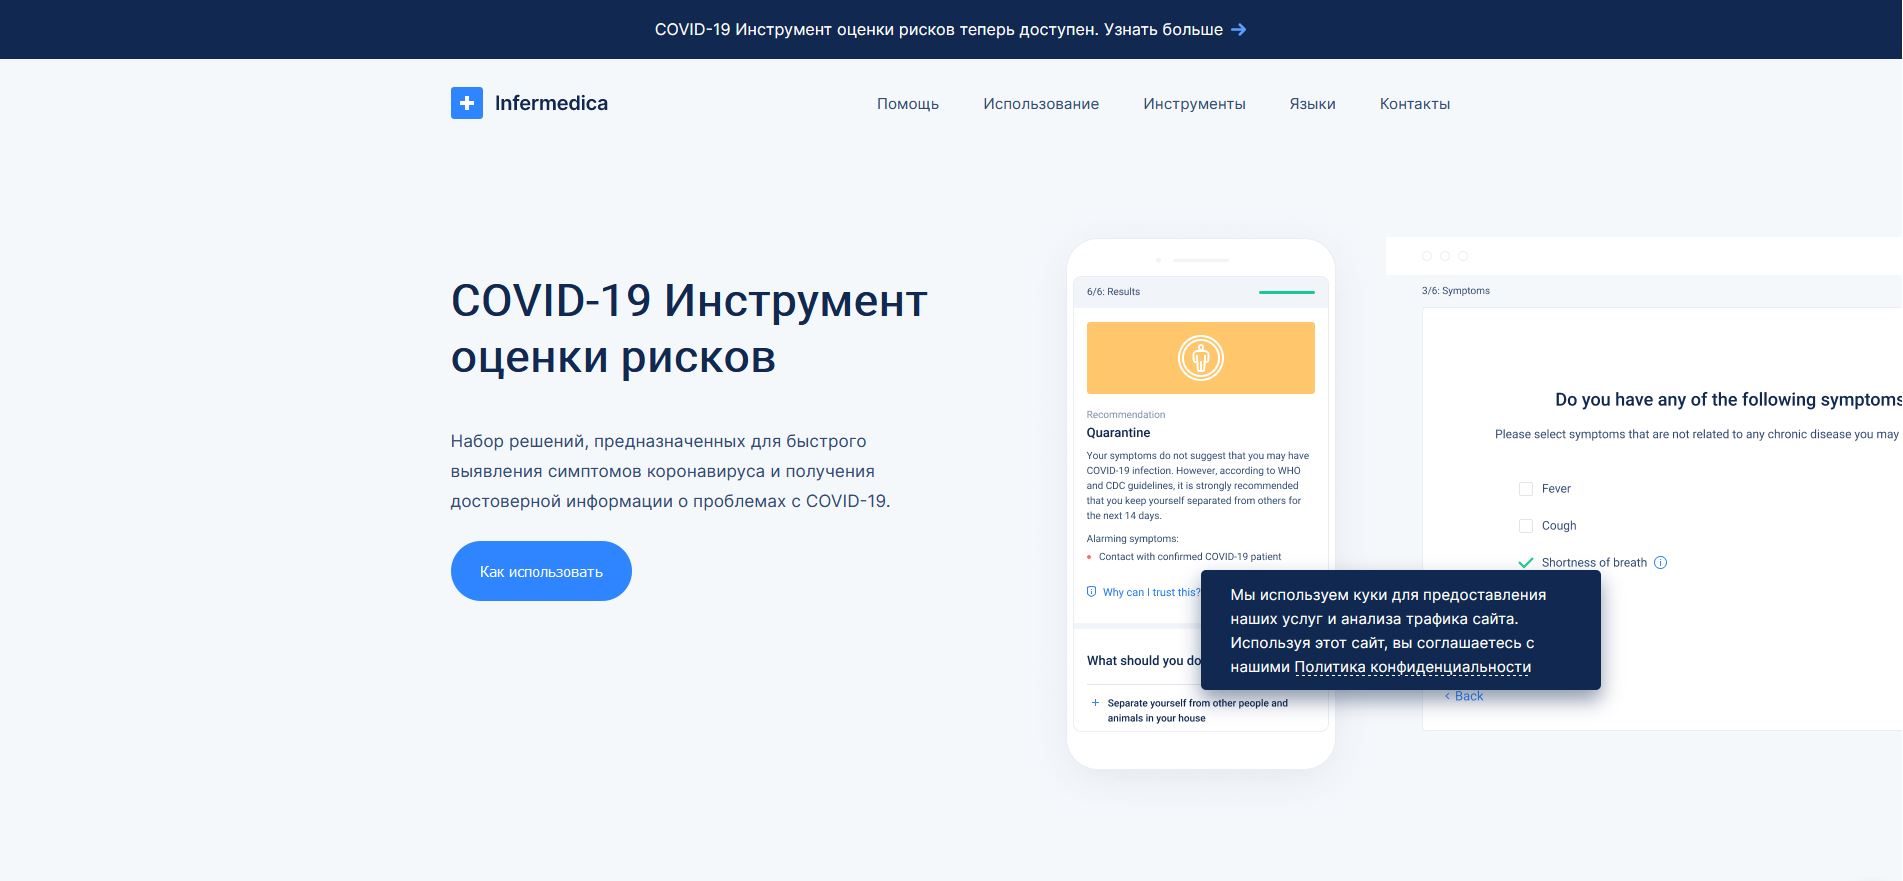 COVID-19 Инструмент оценки рисков теперь доступен. Узнать больше
Infermedica
Помощь
Использование
Инструменты
Языки
Контакты
COVID-19 Инструмент
оценки рисков
Набор решений, предназначенных для быстрого
выявления симптомов коронавируса и получения
достоверной информации о проблемах с COVID-19.
Как использовать
6/6: Results
Recommendation
Quarantine
Your symptoms do not suggest that you may have
COVID-19 infection. However, according to WHO
and CDC guidelines, it is strongly recommended
that you keep yourself separated from others for
the next 14 days.
Alarming symptoms:
Contact with confirmed COVID-19 patient
Why can I trust this?
What should you do
Separate yourself from other people and
animals in your house
3/6: Symptoms
Do you have any of the following symptoms
Please select symptoms that are not related to any chronic disease you may
Fever
Cough
Shortness of breath
< Back
Мы используем куки для предоставления
наших услуг и анализа трафика сайта.
Используя этот сайт, вы соглашаетесь с
нашими Политика конфиденциальности